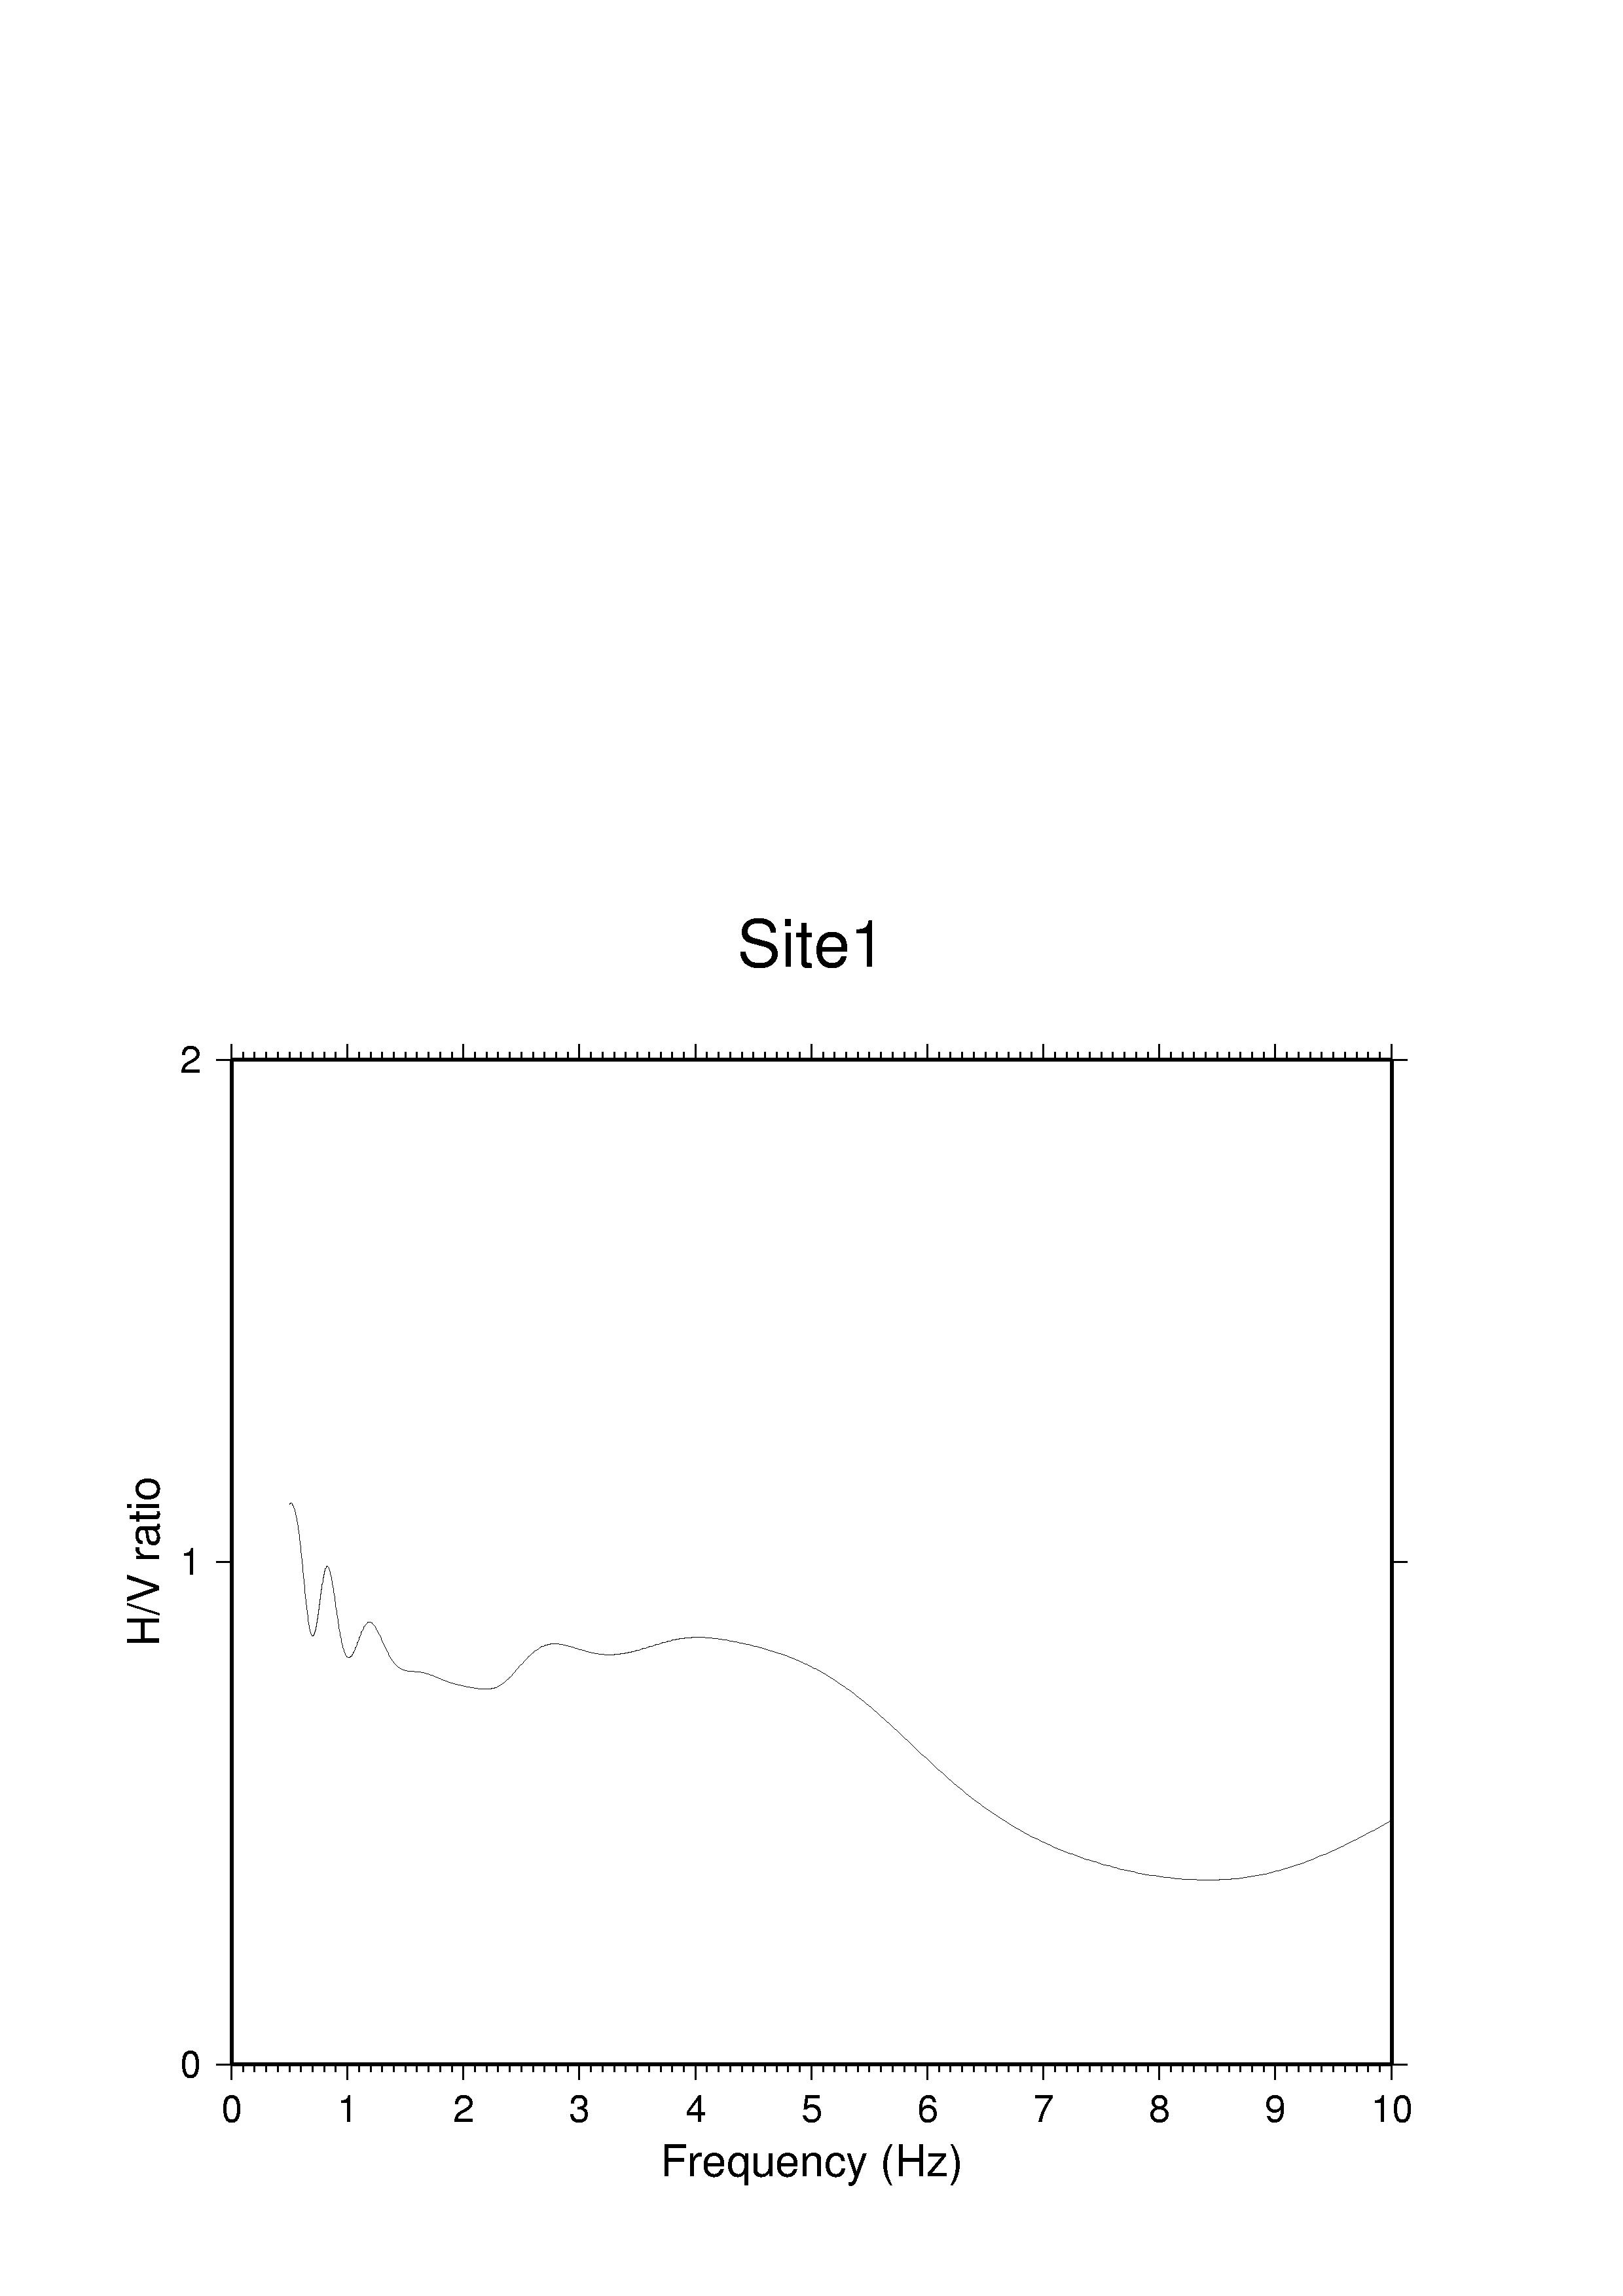 Site1
2
1
0
H/V ratio
0 1 2 3 4 5 6 7 8 9 10
Frequency (Hz)